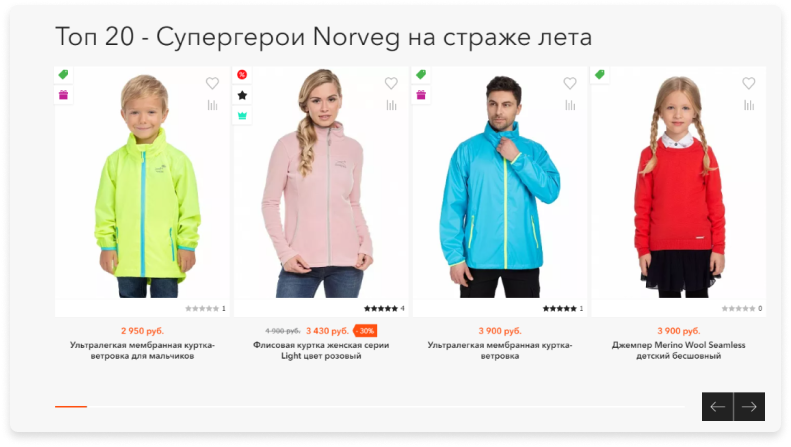 Топ 20 - Супергерои Norveg на страже лета
%
1
4
1
0
2 950 руб.
4 900 руб. 3 430 руб. 30%
3 900 руб.
3 900 руб.
Ультралегкая мембранная куртка-
ветровка для мальчиков
Флисовая куртка женская серии
Light цвет розовый
Ультралегкая мембранная куртка-
ветровка
Джемпер Merino Wool Seamless
детский бесшовный